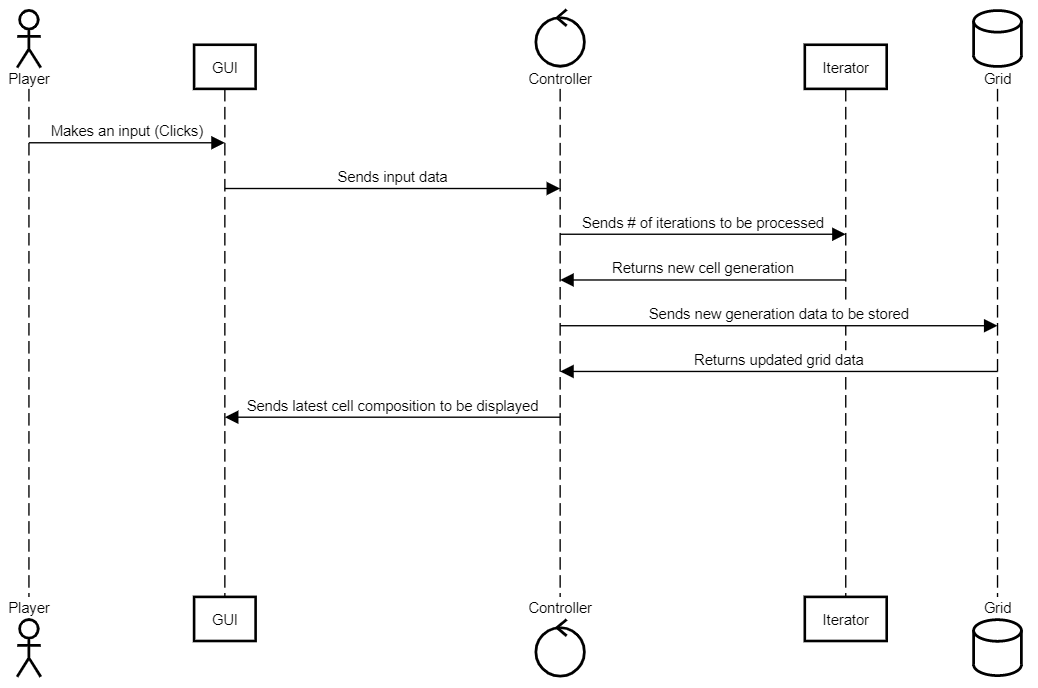 Player
GUI
Controller
Iterator
Grid
Makes an input (Clicks)
Sends input data
Sends # of iterations to be processed
Returns new cell generation
Sends new generation data to be stored
Returns updated grid data
Sends latest cell composition to be displayed
Player
GUI
Controller
Iterator
Grid